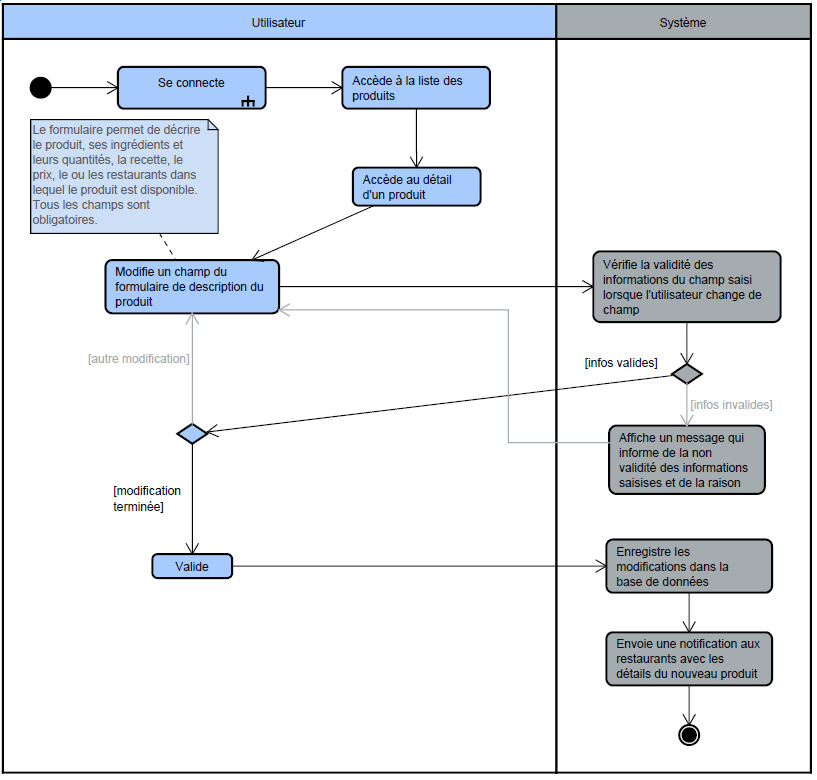 Utilisateur
Système
Se connecte
Accède à la liste des
produits
Le formulaire permet de décrire
le produit, ses ingrédients et
leurs quantités, la recette, le
prix, le ou les restaurants dans
lequel le produit est disponible.
Tous les champs sont
obligatoires.
Accède au détail
d'un produit
Modifie un champ du
formulaire de description du
produit
Vérifie la validité des
informations du champ saisi
lorsque l'utilisateur change de
champ
[autre modification]
[infos valides]
[infos invalides]
Affiche un message qui
informe de la non
validité des informations
saisises et de la raison
[modification
terminée]
Valide
Enregistre les
modifications dans la
base de données
Envoie une notification aux
restaurants avec les
détails du nouveau produit